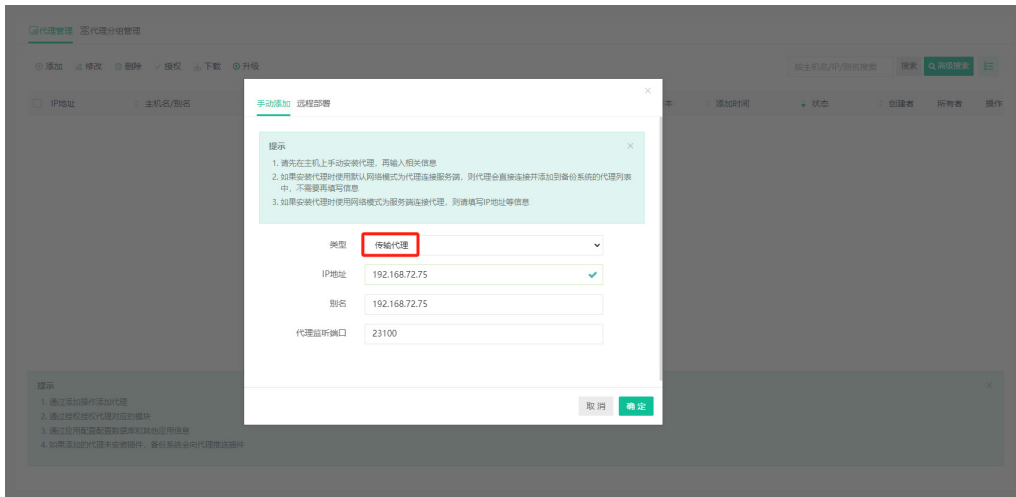 代理管理 代理分组管理
添加 修改 删除 授权 下载 升级 按主机名/IP/别名搜索 搜索 高级搜索
IP地址 主机名/别名 本 添加时间 状态 创建者 所有者 操作
手动添加 远程部署
提示
1. 请先在主机上手动安装代理,再输入相关信息
2. 如果安装代理时使用默认网络模式为代理连接服务端,则代理会直接连接并添加到备份系统的代理列表
中,不需要再填写信息
3. 如果安装代理时使用网络模式为服务端连接代理,则请填写IP地址等信息
类型 传输代理
IP地址 192.168.72.75
别名 192.168.72.75
代理监听端口 23100
取消 确定
提示
1. 通过添加操作添加代理
2. 通过授权授权代理对应的模块
3. 通过应用配置配置数据库和其他应用信息
4. 如果添加的代理未安装插件,备份系统会向代理推送插件